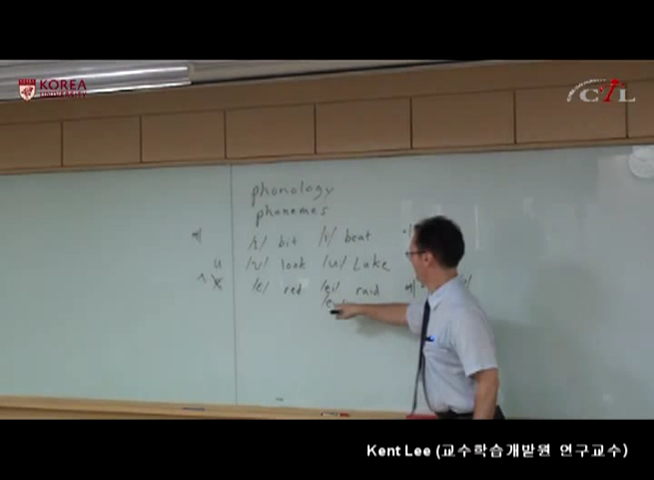 KOREA
UNIVERSITY
CTL
phonology
phonemes
/ɪ/ bit /i/ beat
/ʊ/ look /u/ Luke
/ɛ/ red /ei/ raid
Kent Lee (교수학습개발원 연구교수)